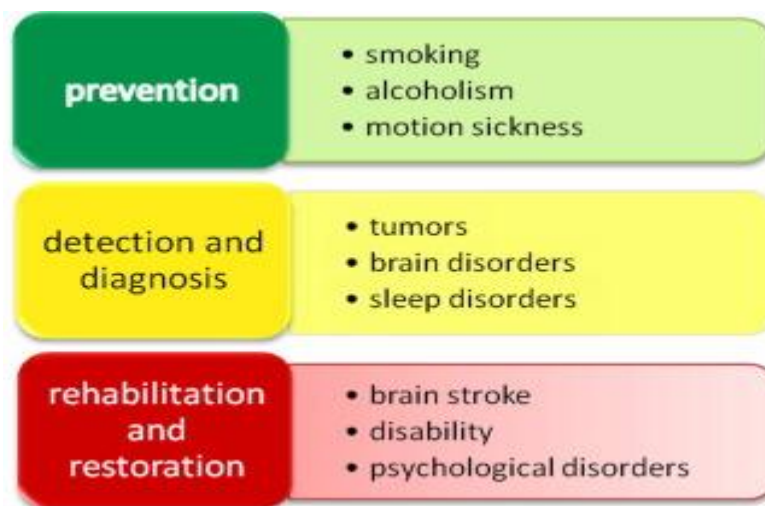 prevention
• smoking
• alcoholism
• motion sickness
detection and
diagnosis
• tumors
• brain disorders
• sleep disorders
rehabilitation
and
restoration
• brain stroke
• disability
• psychological disorders